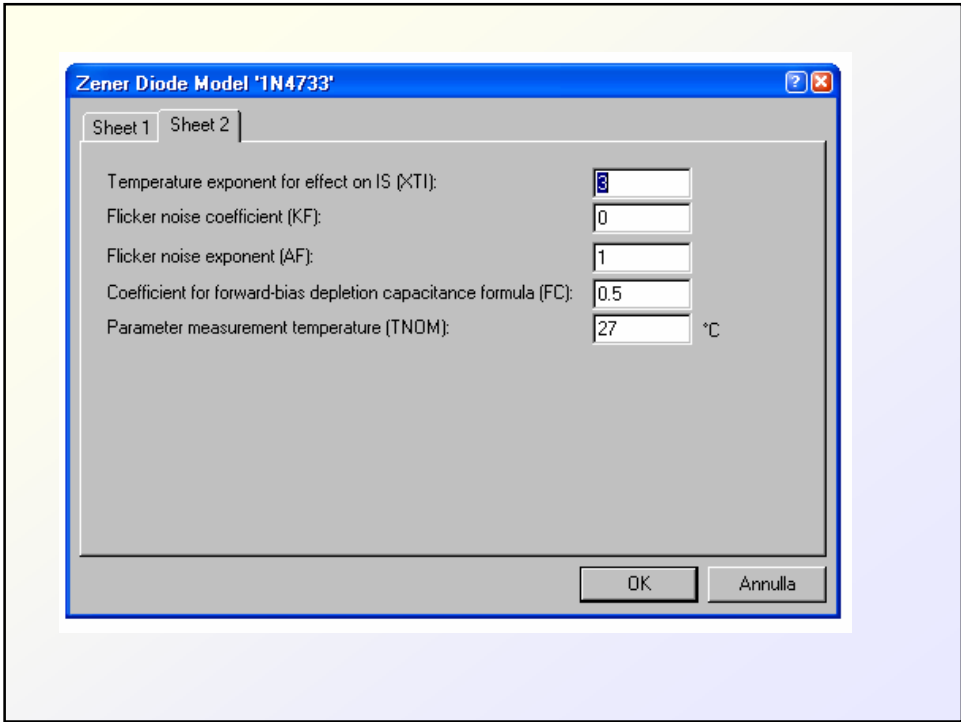 Zener Diode Model '1N4733'
Sheet 1 Sheet 2
Temperature exponent for effect on IS (XTI): 3
Flicker noise coefficient (KF): 0
Flicker noise exponent (AF): 1
Coefficient for forward-bias depletion capacitance formula (FC): 0.5
Parameter measurement temperature (TNOM): 27 °C
OK Annulla